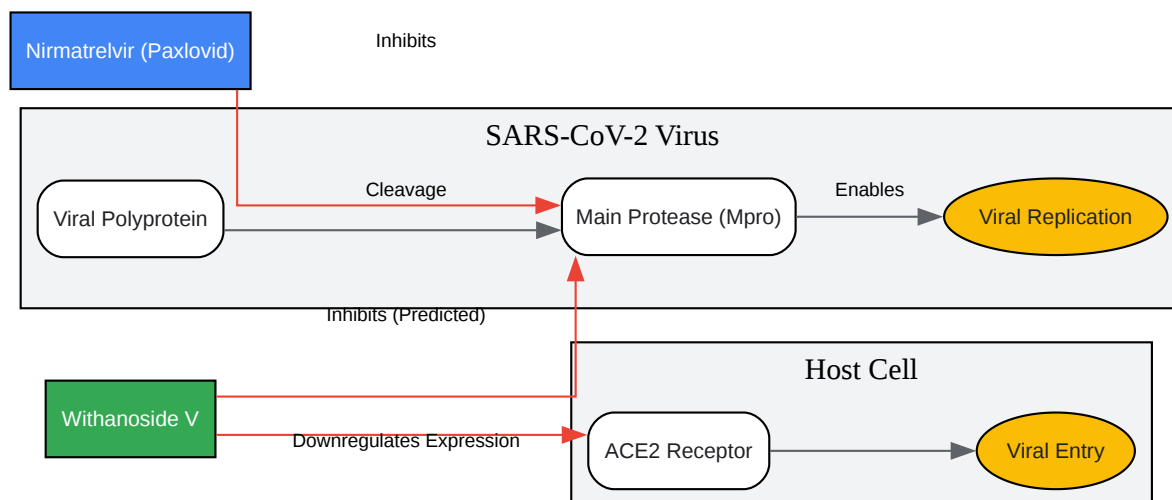 Nirmatrelvir (Paxlovid)
Inhibits
SARS-CoV-2 Virus
Viral Polyprotein
Cleavage
Main Protease (Mpro)
Enables
Viral Replication
Inhibits (Predicted)
Host Cell
Withanoside V
Downregulates Expression
ACE2 Receptor
Viral Entry